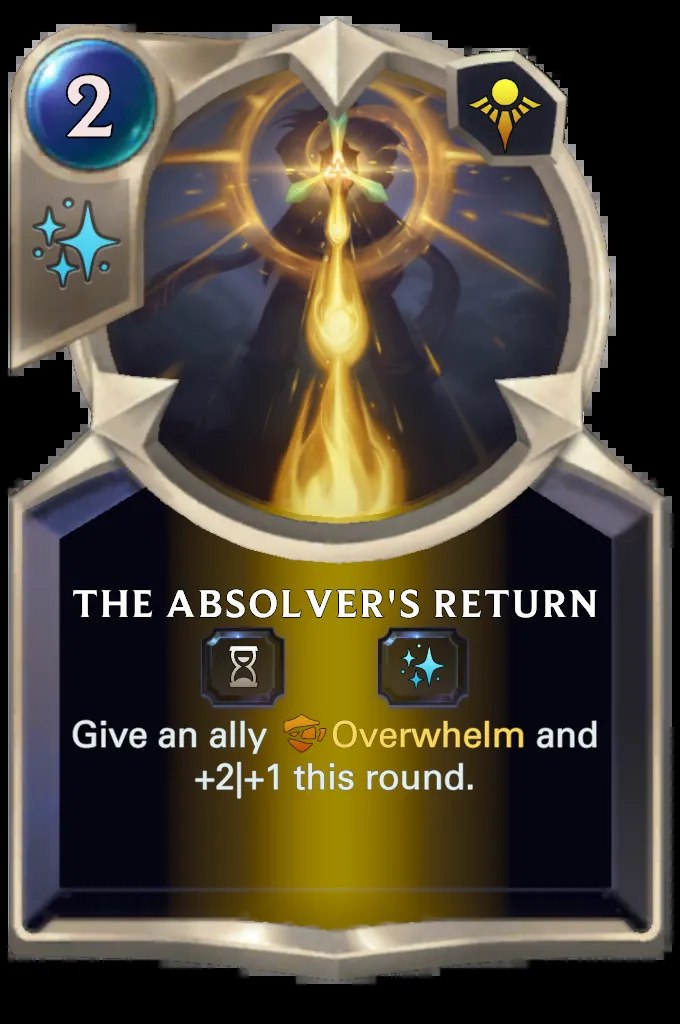 2
THE ABSOLVER'S RETURN
Give an ally Overwhelm and
+2|+1 this round.